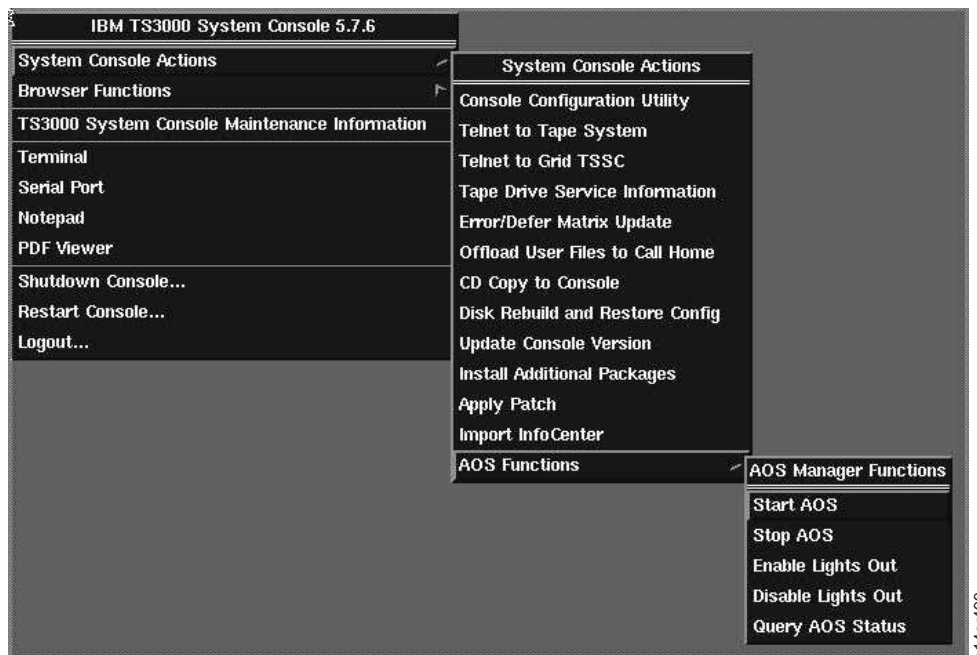 IBM TS3000 System Console 5.7.6
System Console Actions
Browser Functions
TS3000 System Console Maintenance Information
Terminal
Serial Port
Notepad
PDF Viewer
Shutdown Console...
Restart Console...
Logout...
System Console Actions
Console Configuration Utility
Telnet to Tape System
Telnet to Grid TSSC
Tape Drive Service Information
Error/Defer Matrix Update
Offload User Files to Call Home
CD Copy to Console
Disk Rebuild and Restore Config
Update Console Version
Install Additional Packages
Apply Patch
Import InfoCenter
AOS Functions
AOS Manager Functions
Start AOS
Stop AOS
Enable Lights Out
Disable Lights Out
Query AOS Status